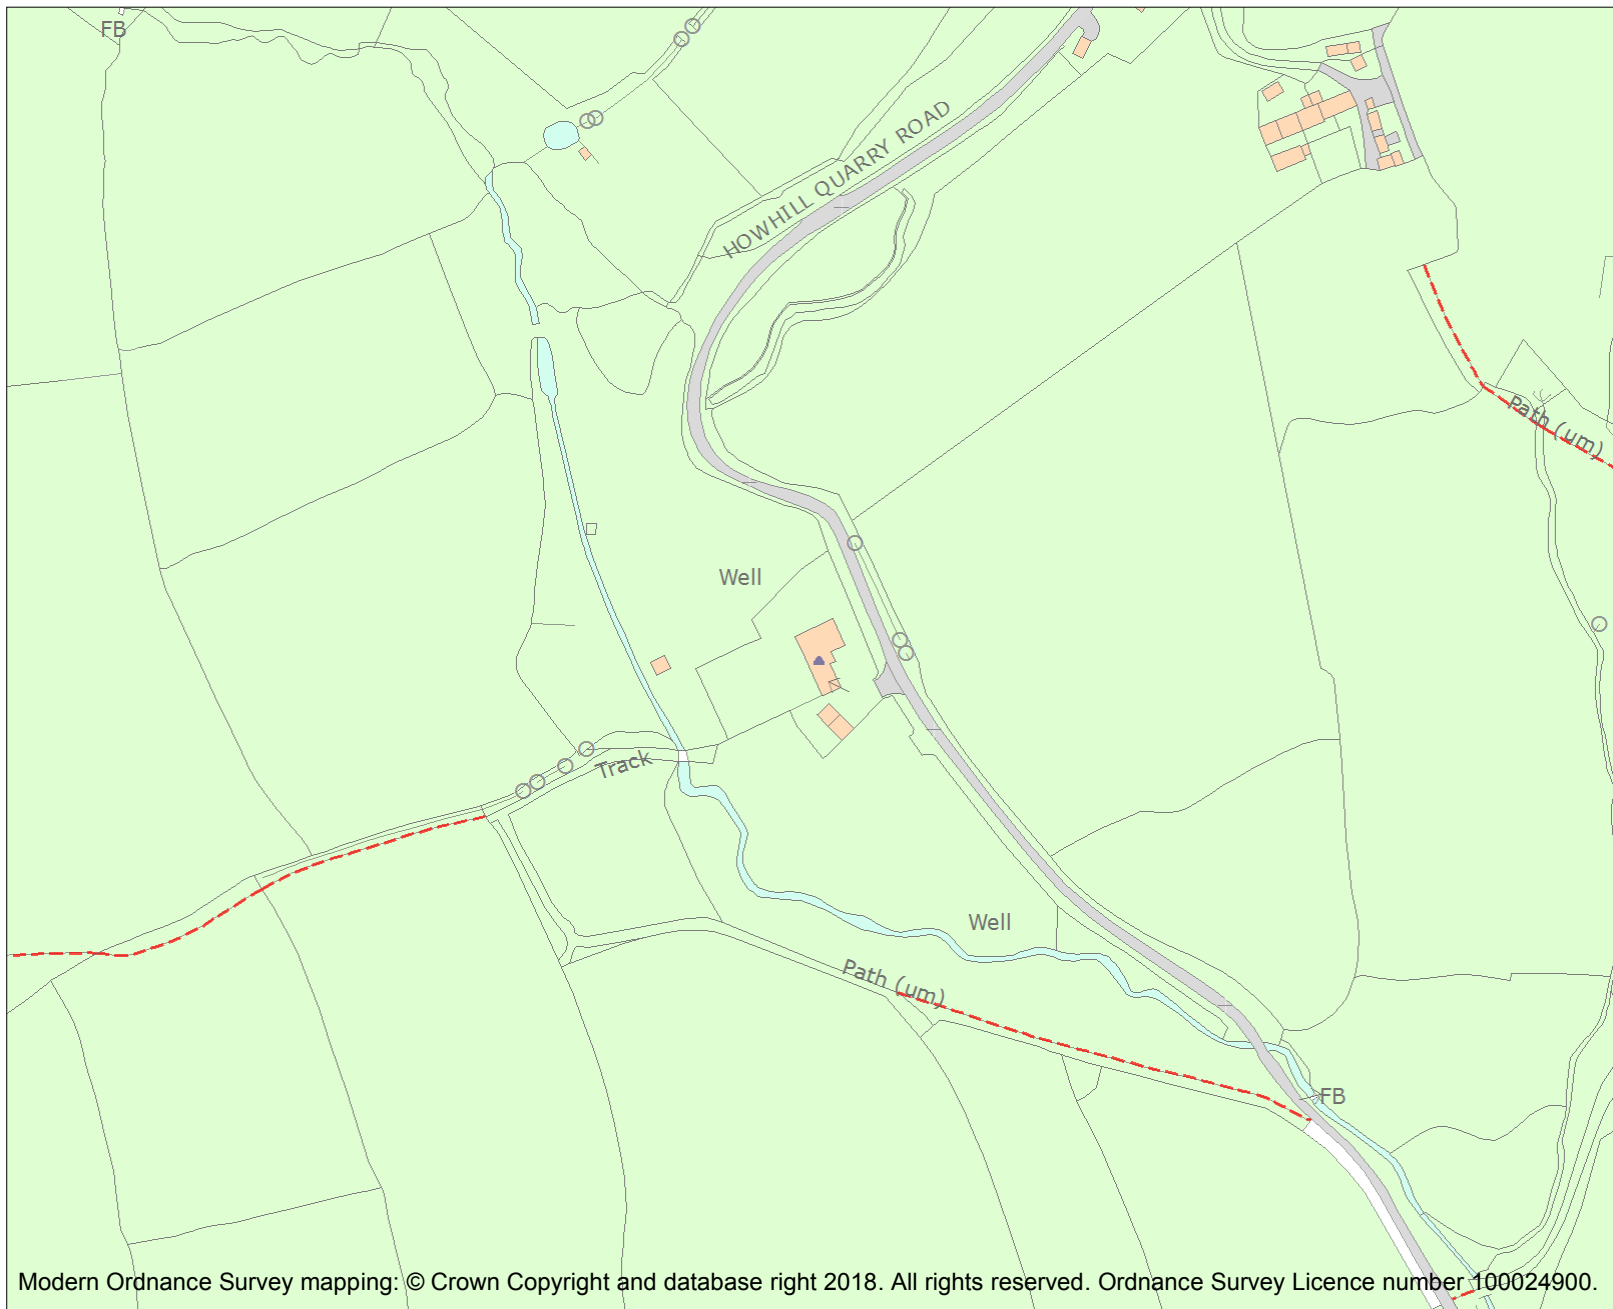 FB
HOWHILL QUARRY ROAD
Path (um)
Well
Track
Well
Path (um)
FB
Modern Ordnance Survey mapping: © Crown Copyright and database right 2018. All rights reserved. Ordnance Survey Licence number 100024900.